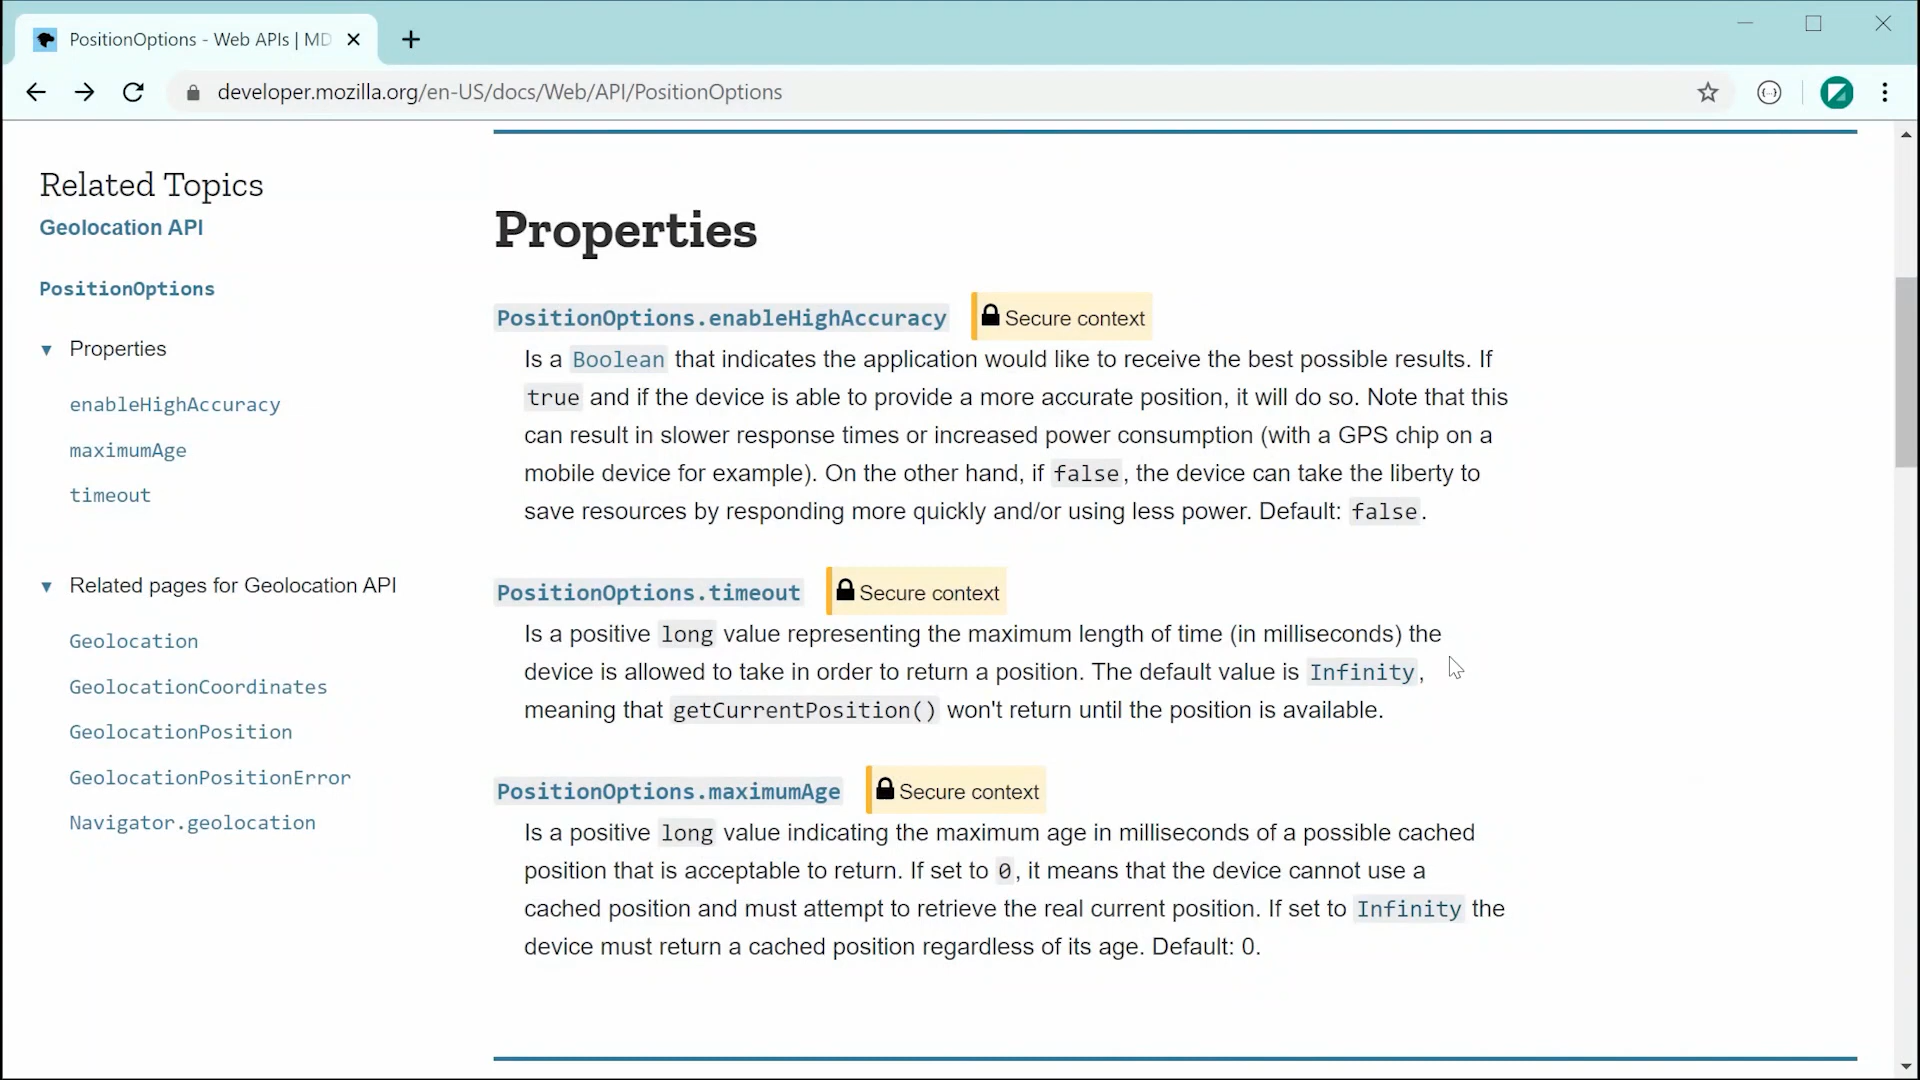 PositionOptions - Web APIs | MD
developer.mozilla.org/en-US/docs/Web/API/PositionOptions
Related Topics
Geolocation API
PositionOptions
Properties
enableHighAccuracy
maximumAge
timeout
Related pages for Geolocation API
Geolocation
GeolocationCoordinates
GeolocationPosition
GeolocationPositionError
Navigator.geolocation
Properties
PositionOptions.enableHighAccuracy Secure context
Is a Boolean that indicates the application would like to receive the best possible results. If
true and if the device is able to provide a more accurate position, it will do so. Note that this
can result in slower response times or increased power consumption (with a GPS chip on a
mobile device for example). On the other hand, if false, the device can take the liberty to
save resources by responding more quickly and/or using less power. Default: false.
PositionOptions.timeout Secure context
Is a positive long value representing the maximum length of time (in milliseconds) the
device is allowed to take in order to return a position. The default value is Infinity,
meaning that getCurrentPosition() won't return until the position is available.
PositionOptions.maximumAge Secure context
Is a positive long value indicating the maximum age in milliseconds of a possible cached
position that is acceptable to return. If set to 0, it means that the device cannot use a
cached position and must attempt to retrieve the real current position. If set to Infinity the
device must return a cached position regardless of its age. Default: 0.